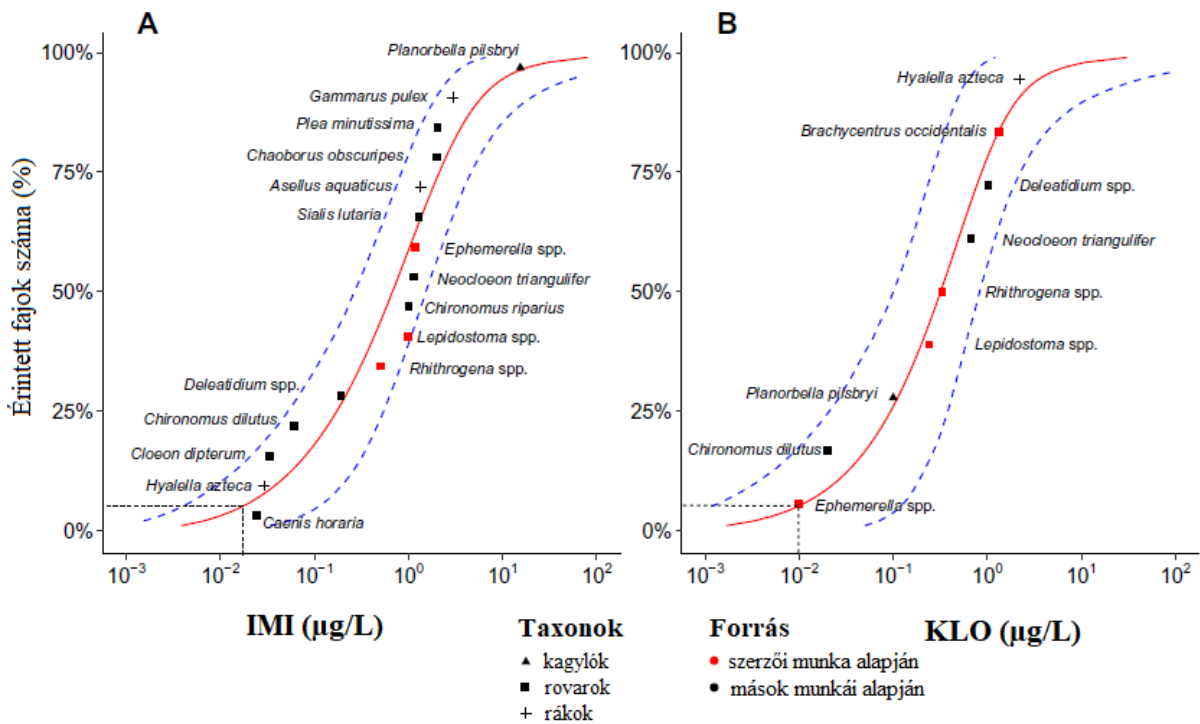 A
B
Érintett fajok száma (%)
100%
75%
50%
25%
0%
Planorbella pilsbryi
Gammarus pulex
Plea minutissima
Chaoborus obscuripes
Asellus aquaticus
Sialis lutaria
Ephemerella spp.
Neocloeon triangulifer
Chironomus riparius
Lepidostoma spp.
Rhithrogena spp.
Deleatidium spp.
Chironomus dilutus
Cloeon dipterum
Hyalella azteca
Caenis horaria
10⁻³ 10⁻² 10⁻¹ 10⁰ 10¹ 10²
IMI (µg/L)
100%
75%
50%
25%
0%
Hyalella azteca
Brachycentrus occidentalis
Deleatidium spp.
Neocloeon triangulifer
Rhithrogena spp.
Lepidostoma spp.
Planorbella pilsbryi
Chironomus dilutus
Ephemerella spp.
10⁻³ 10⁻² 10⁻¹ 10⁰ 10¹ 10²
KLO (µg/L)
Taxonok
kagylók
rovarok
rákok
Forrás
szerzői munka alapján
mások munkái alapján